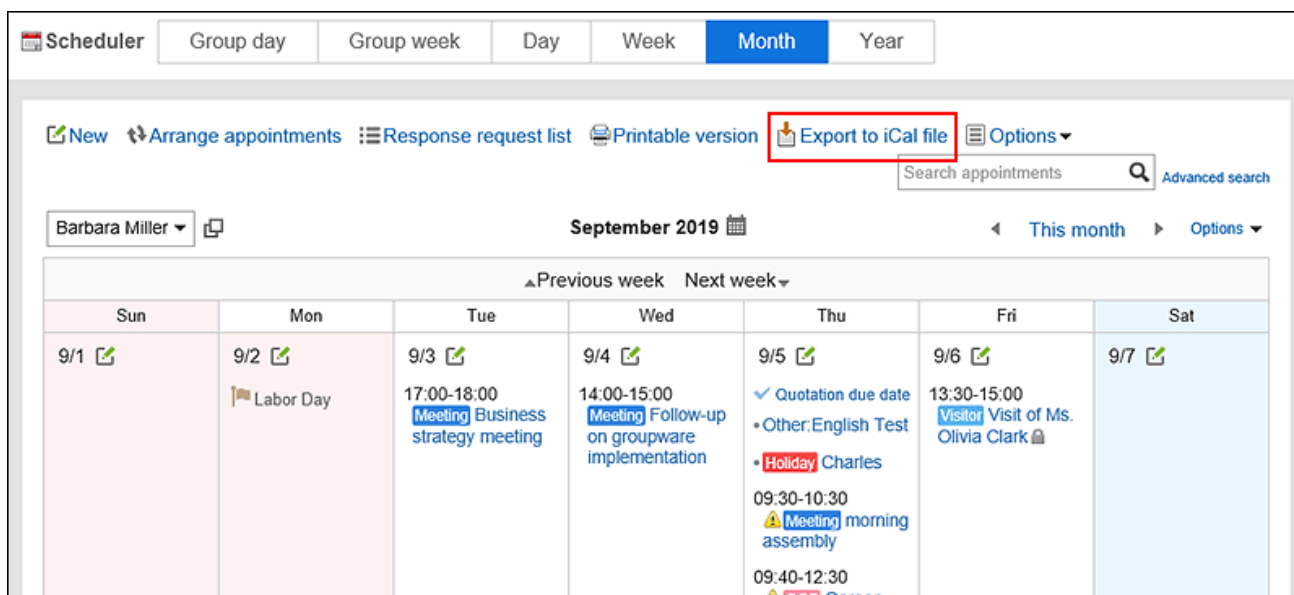 Scheduler Group day Group week Day Week Month Year
New Arrange appointments Response request list Printable version Export to iCal file Options
Search appointments Advanced search
Barbara Miller September 2019 This month Options
Previous week Next week
Sun Mon Tue Wed Thu Fri Sat
9/1 9/2 9/3 9/4 9/5 9/6 9/7
Labor Day
17:00-18:00
Meeting Business
strategy meeting
14:00-15:00
Meeting Follow-up
on groupware
implementation
Quotation due date
Other:English Test
Holiday Charles
09:30-10:30
Meeting morning
assembly
09:40-12:30
13:30-15:00
Visitor Visit of Ms.
Olivia Clark